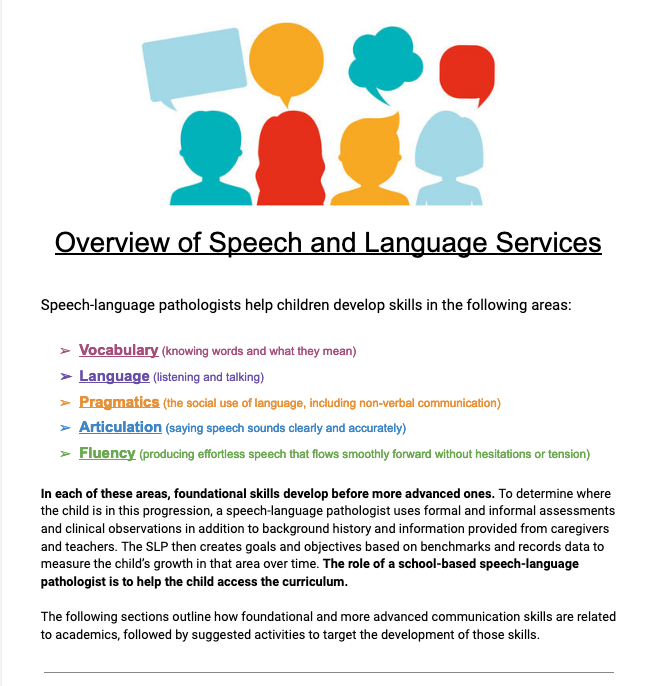 Overview of Speech and Language Services
Speech-language pathologists help children develop skills in the following areas:
➢ Vocabulary (knowing words and what they mean)
➢ Language (listening and talking)
➢ Pragmatics (the social use of language, including non-verbal communication)
➢ Articulation (saying speech sounds clearly and accurately)
➢ Fluency (producing effortless speech that flows smoothly forward without hesitations or tension)
In each of these areas, foundational skills develop before more advanced ones. To determine where
the child is in this progression, a speech-language pathologist uses formal and informal assessments
and clinical observations in addition to background history and information provided from caregivers
and teachers. The SLP then creates goals and objectives based on benchmarks and records data to
measure the child's growth in that area over time. The role of a school-based speech-language
pathologist is to help the child access the curriculum.
The following sections outline how foundational and more advanced communication skills are related
to academics, followed by suggested activities to target the development of those skills.